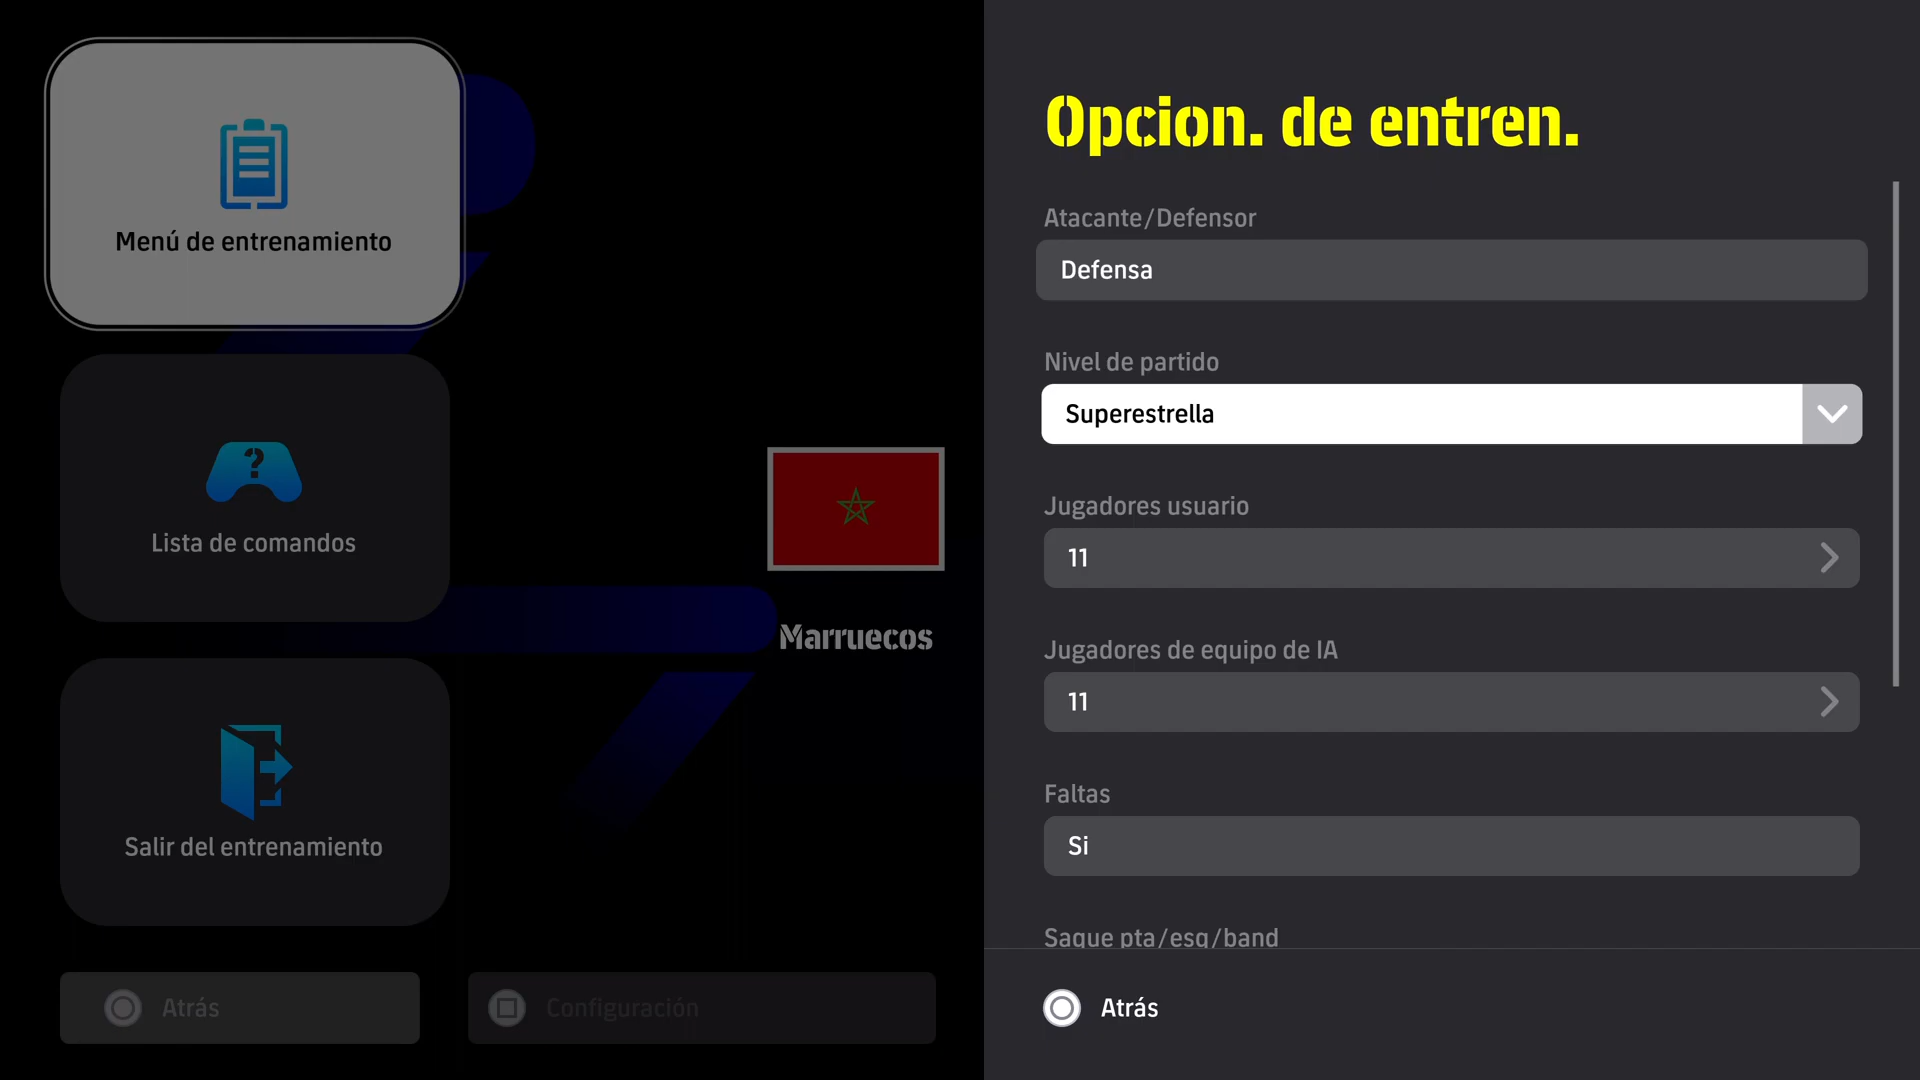 Menú de entrenamiento
Lista de comandos
Salir del entrenamiento
Atrás
Configuración
Marruecos
Opcion. de entren.
Atacante/Defensor
Defensa
Nivel de partido
Superestrella
Jugadores usuario
11
Jugadores de equipo de IA
11
Faltas
Si
Saque pta/esq/band
Atrás